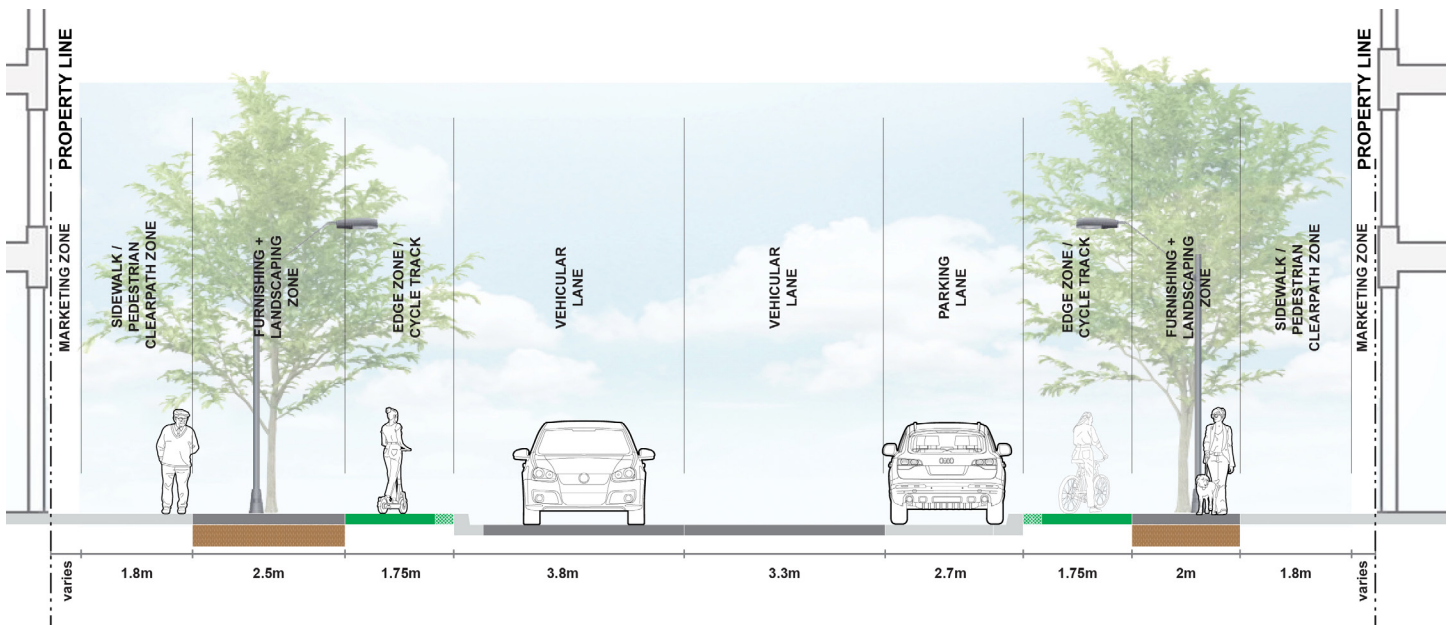 PROPERTY LINE
MARKETING ZONE
SIDEWALK /
PEDESTRIAN
CLEARPATH ZONE
FURNISHING +
LANDSCAPING
ZONE
EDGE ZONE /
CYCLE TRACK
VEHICULAR
LANE
VEHICULAR
LANE
PARKING
LANE
EDGE ZONE /
CYCLE TRACK
FURNISHING +
LANDSCAPING
ZONE
SIDEWALK /
PEDESTRIAN
CLEARPATH ZONE
MARKETING ZONE
PROPERTY LINE
varies
1.8m
2.5m
1.75m
3.8m
3.3m
2.7m
1.75m
2m
1.8m
varies